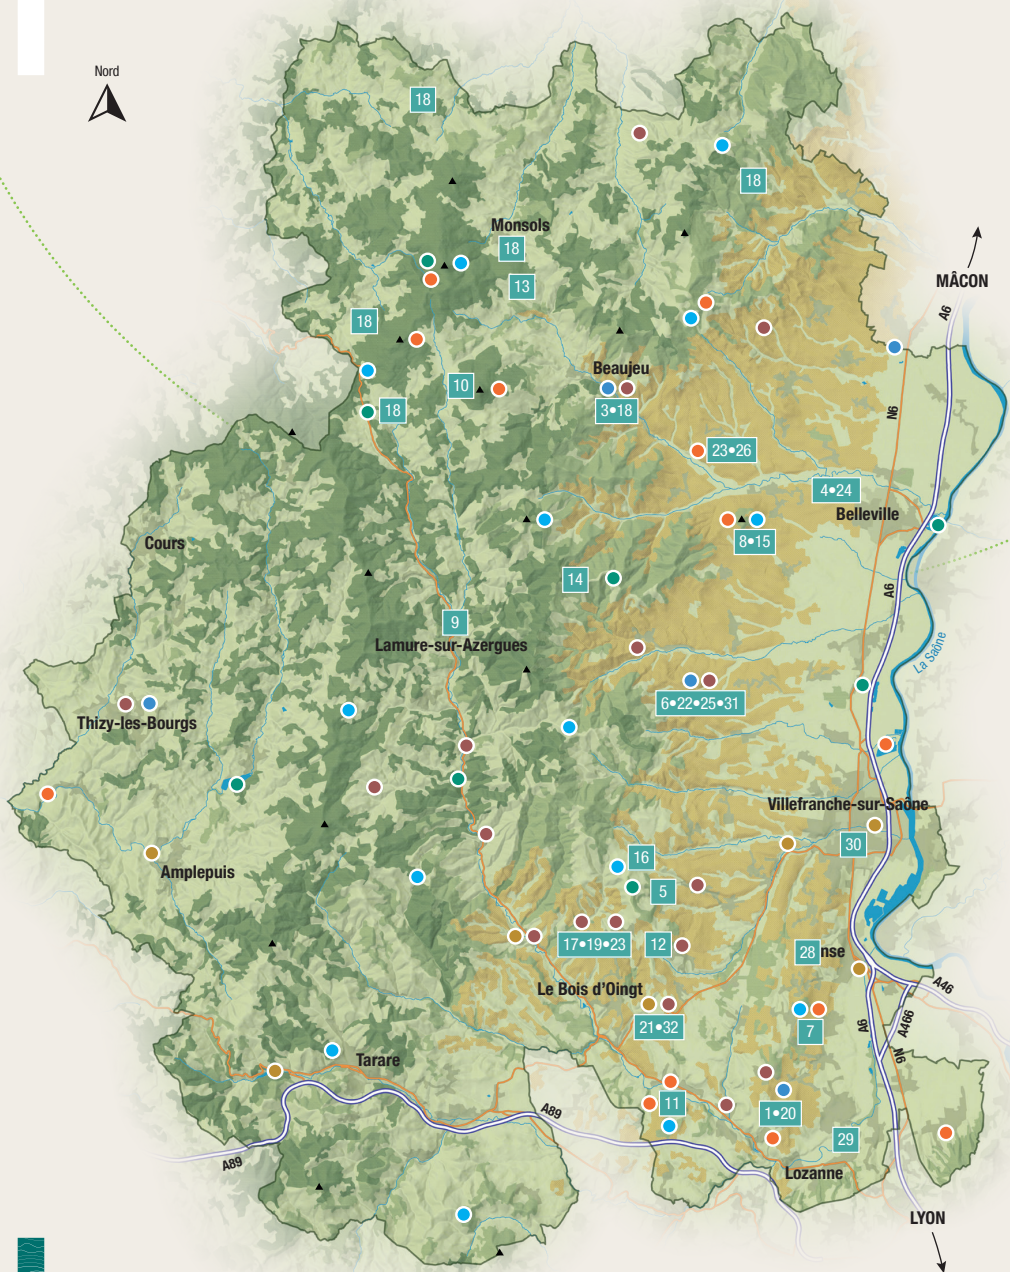 Nord
18
18
Monsols
18
13
MÂCON
A6
18
Beaujeu
10
18
3•18
N6
23•26
4•24
Belleville
8•15
Cours
14
A6
9
Lamure-sur-Azergues
La Saône
6•22•25•31
Thizy-les-Bourgs
Villefranche-sur-Saône
30
16
Amplepuis
5
17•19•23
12
28
nse
Le Bois d'Oingt
A46
21•32
7
A6
A466
N6
Tarare
11
1•20
A89
29
A89
Lozanne
LYON